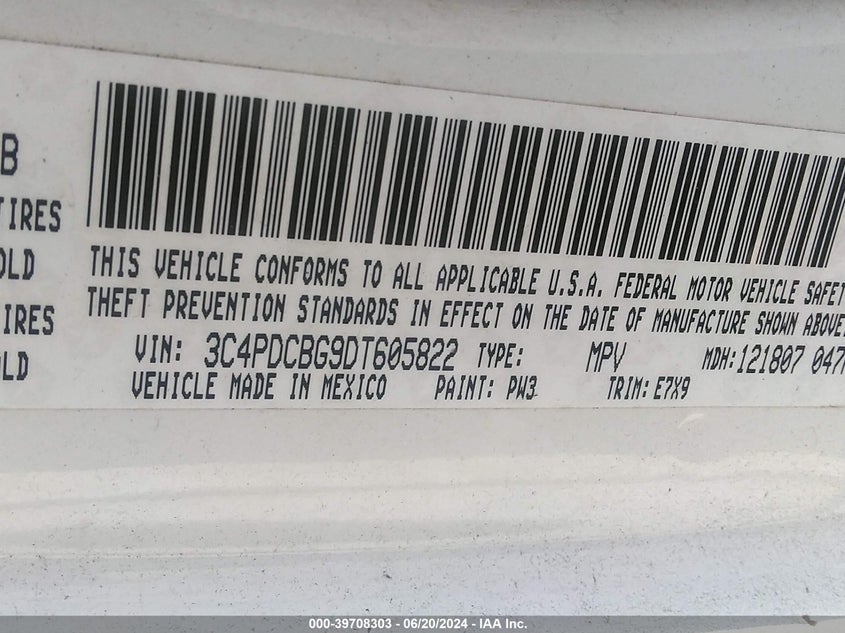 B
TIRES
OLD
IRES
LD
THIS VEHICLE CONFORMS TO ALL APPLICABLE U.S.A. FEDERAL MOTOR VEHICLE SAFET
THEFT PREVENTION STANDARDS IN EFFECT ON THE DATE OF MANUFACTURE SHOWN ABOVE
VIN: 3C4PDCBG9DT605822 TYPE: MPV MDH:121807 047
VEHICLE MADE IN MEXICO PAINT: PW3 TRIM: E7X9
000-39708303 - 06/20/2024 - IAA Inc.